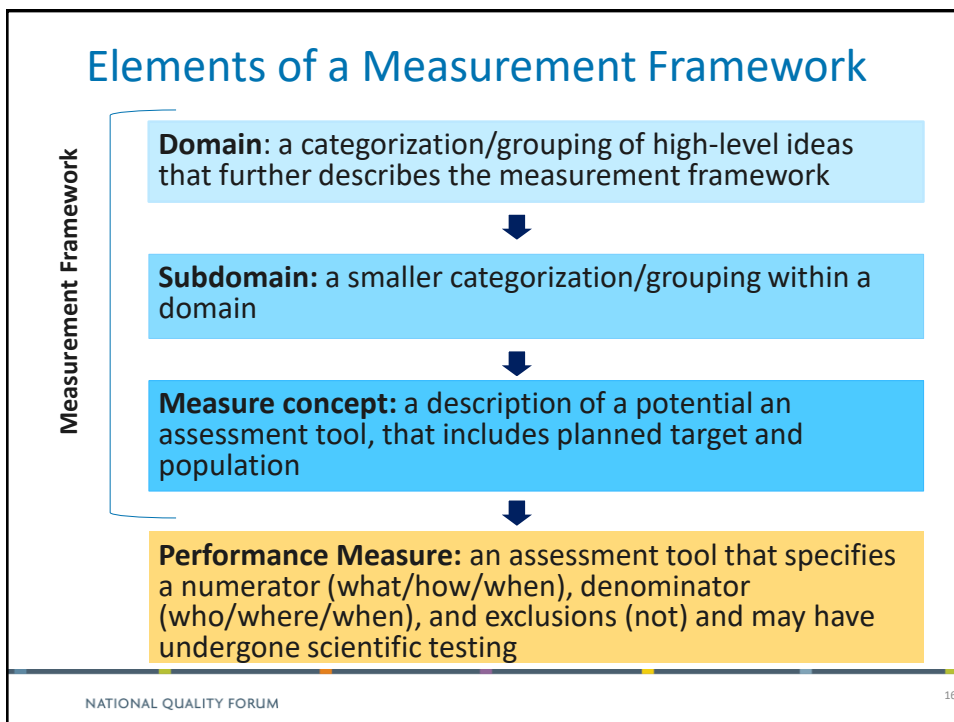 Elements of a Measurement Framework
Measurement Framework
Domain: a categorization/grouping of high-level ideas
that further describes the measurement framework
Subdomain: a smaller categorization/grouping within a
domain
Measure concept: a description of a potential an
assessment tool, that includes planned target and
population
Performance Measure: an assessment tool that specifies
a numerator (what/how/when), denominator
(who/where/when), and exclusions (not) and may have
undergone scientific testing
NATIONAL QUALITY FORUM
16